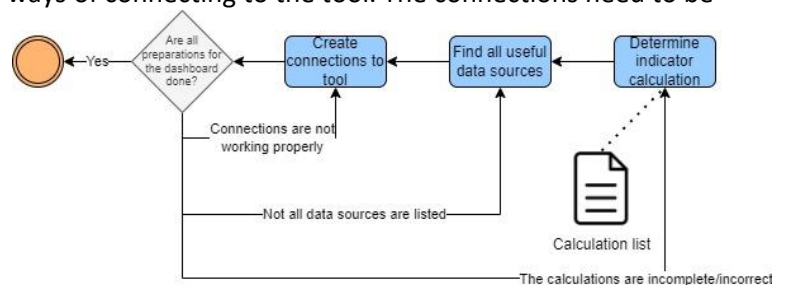 ways of connecting to the tool. The connections need to be
Are all
preparations for
the dashboard
done?
Yes
Create
connections to
tool
Find all useful
data sources
Determine
indicator
calculation
Connections are not
working properly
Not all data sources are listed
Calculation list
The calculations are incomplete/incorrect